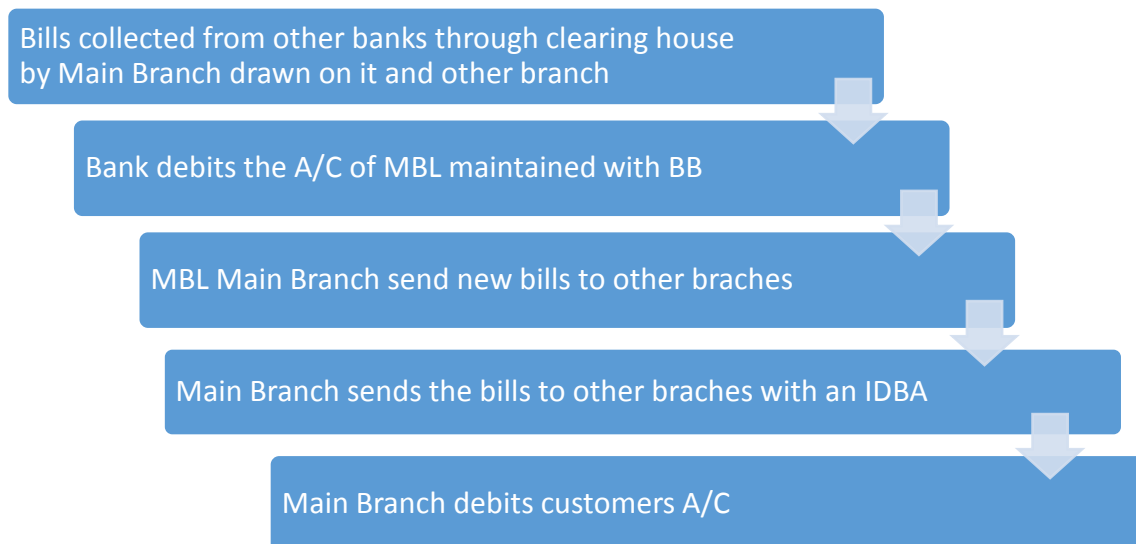 Bills collected from other banks through clearing house
by Main Branch drawn on it and other branch
Bank debits the A/C of MBL maintained with BB
MBL Main Branch send new bills to other braches
Main Branch sends the bills to other braches with an IDBA
Main Branch debits customers A/C